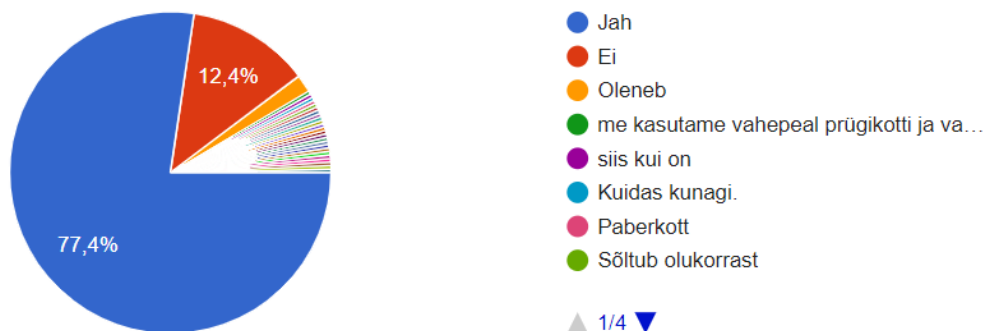 12,4%
77,4%
Jah
Ei
Oleneb
me kasutame vahepeal prügikotti ja va…
siis kui on
Kuidas kunagi.
Paberkott
Sõltub olukorrast
1/4